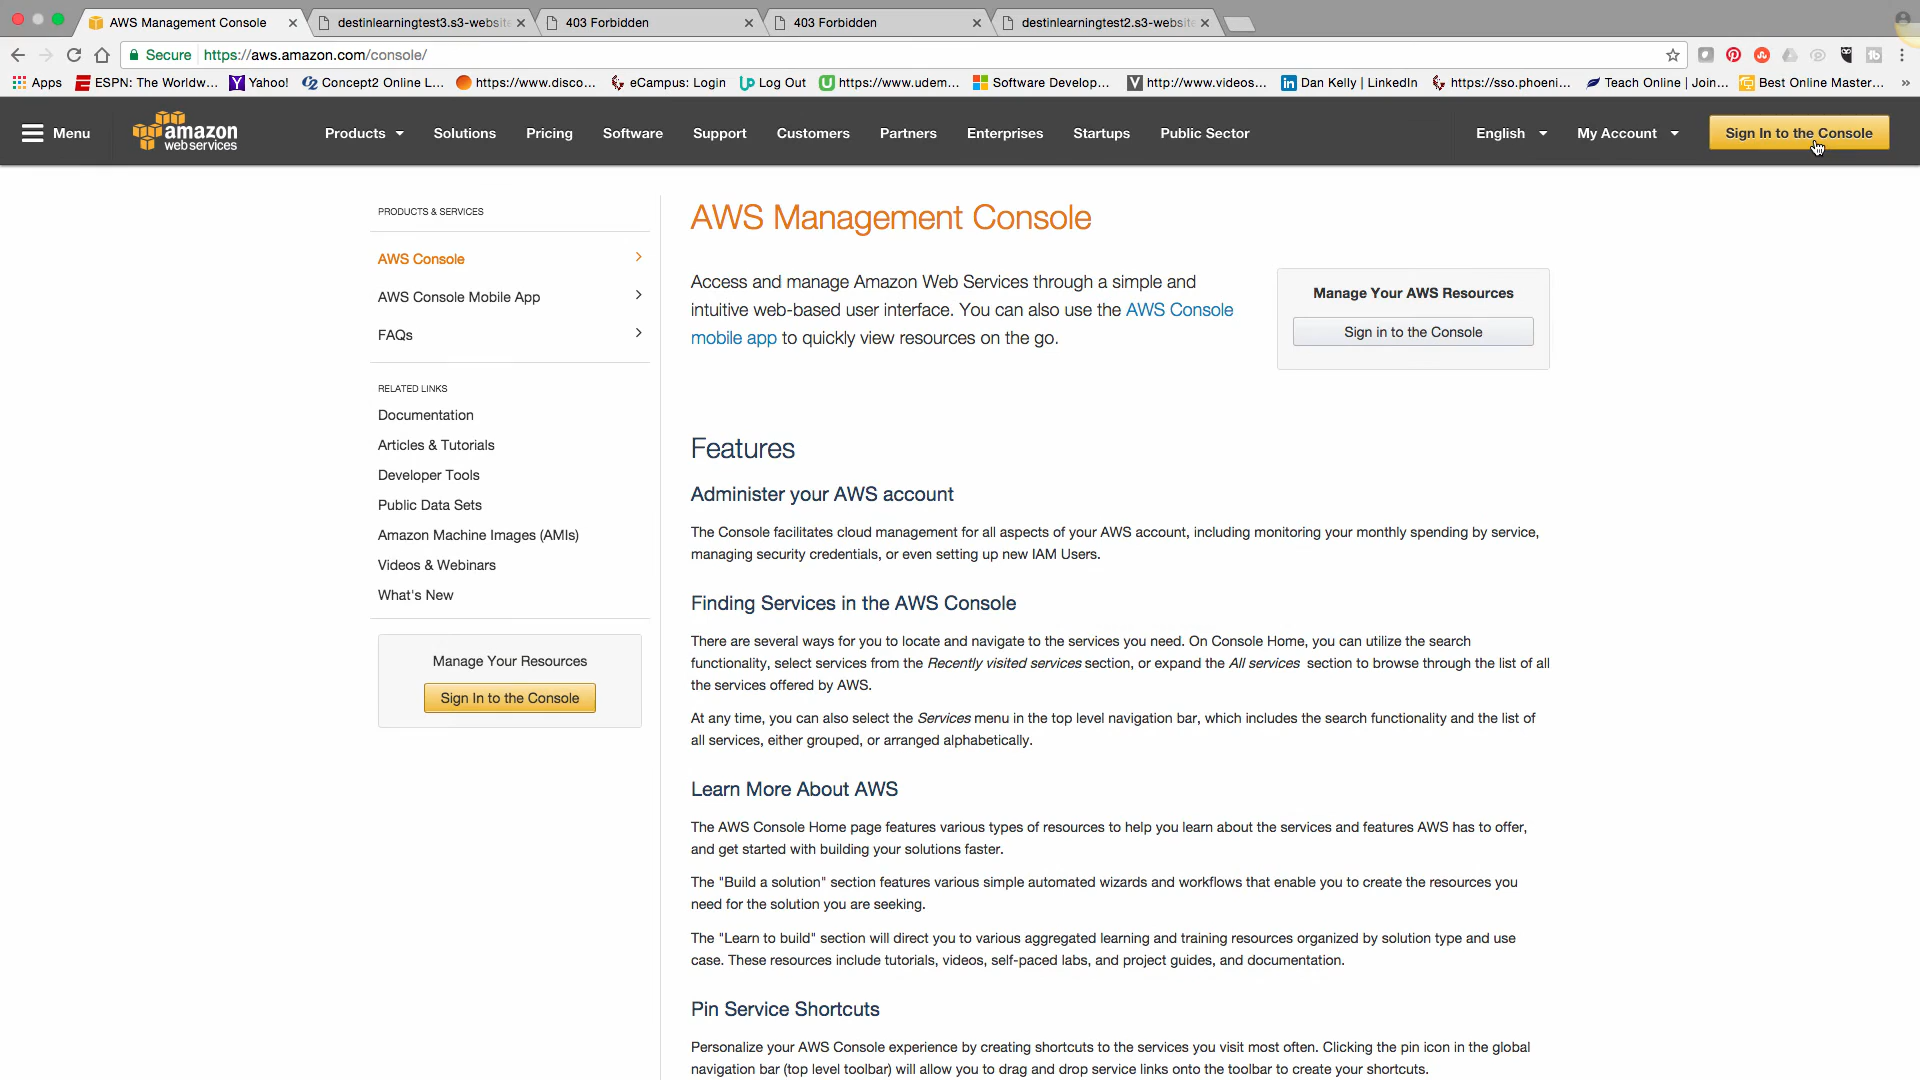 AWS Management Console
destinlearningtest3.s3-website
403 Forbidden
403 Forbidden
destinlearningtest2.s3-website
Secure https://aws.amazon.com/console/
Apps ESPN: The Worldw... Yahoo! Concept2 Online L... https://www.disco... eCampus: Login Log Out https://www.udem... Software Develop... http://www.videos... Dan Kelly | LinkedIn https://sso.phoeni... Teach Online | Join... Best Online Master... »
Menu
amazon
web services
Products Solutions Pricing Software Support Customers Partners Enterprises Startups Public Sector
English My Account Sign In to the Console
PRODUCTS & SERVICES
AWS Console
AWS Console Mobile App
FAQs
RELATED LINKS
Documentation
Articles & Tutorials
Developer Tools
Public Data Sets
Amazon Machine Images (AMIs)
Videos & Webinars
What's New
Manage Your Resources
Sign In to the Console
AWS Management Console
Access and manage Amazon Web Services through a simple and
intuitive web-based user interface. You can also use the AWS Console
mobile app to quickly view resources on the go.
Manage Your AWS Resources
Sign in to the Console
Features
Administer your AWS account
The Console facilitates cloud management for all aspects of your AWS account, including monitoring your monthly spending by service,
managing security credentials, or even setting up new IAM Users.
Finding Services in the AWS Console
There are several ways for you to locate and navigate to the services you need. On Console Home, you can utilize the search
functionality, select services from the Recently visited services section, or expand the All services section to browse through the list of all
the services offered by AWS.
At any time, you can also select the Services menu in the top level navigation bar, which includes the search functionality and the list of
all services, either grouped, or arranged alphabetically.
Learn More About AWS
The AWS Console Home page features various types of resources to help you learn about the services and features AWS has to offer,
and get started with building your solutions faster.
The "Build a solution" section features various simple automated wizards and workflows that enable you to create the resources you
need for the solution you are seeking.
The "Learn to build" section will direct you to various aggregated learning and training resources organized by solution type and use
case. These resources include tutorials, videos, self-paced labs, and project guides, and documentation.
Pin Service Shortcuts
Personalize your AWS Console experience by creating shortcuts to the services you visit most often. Clicking the pin icon in the global
navigation bar (top level toolbar) will allow you to drag and drop service links onto the toolbar to create your shortcuts.